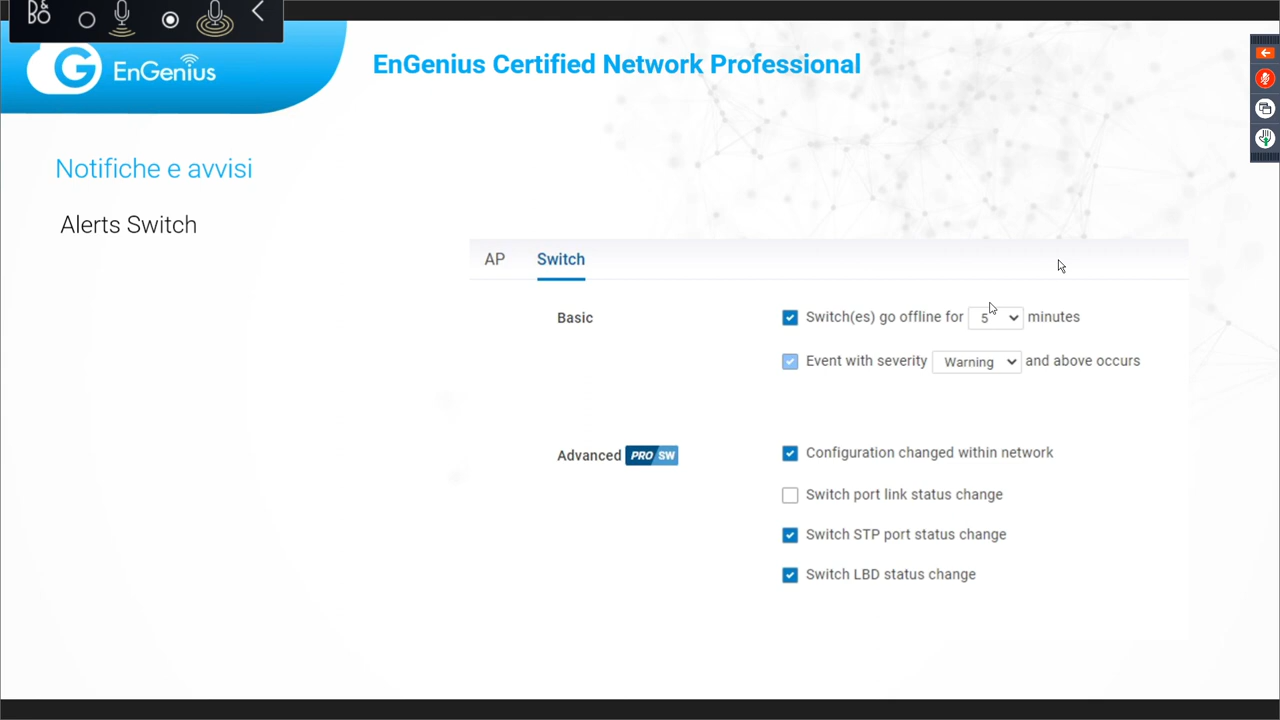 B&O
EnGenius
EnGenius Certified Network Professional
Notifiche e avvisi
Alerts Switch
AP Switch
Basic
Switch(es) go offline for 5 minutes
Event with severity Warning and above occurs
Advanced PRO SW
Configuration changed within network
Switch port link status change
Switch STP port status change
Switch LBD status change